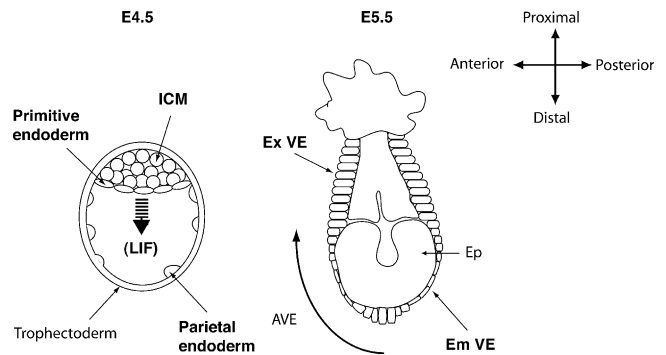 E4.5
E5.5
Proximal
Anterior
Posterior
Distal
ICM
Primitive
endoderm
Ex VE
(LIF)
Ep
AVE
Trophectoderm
Parietal
endoderm
Em VE